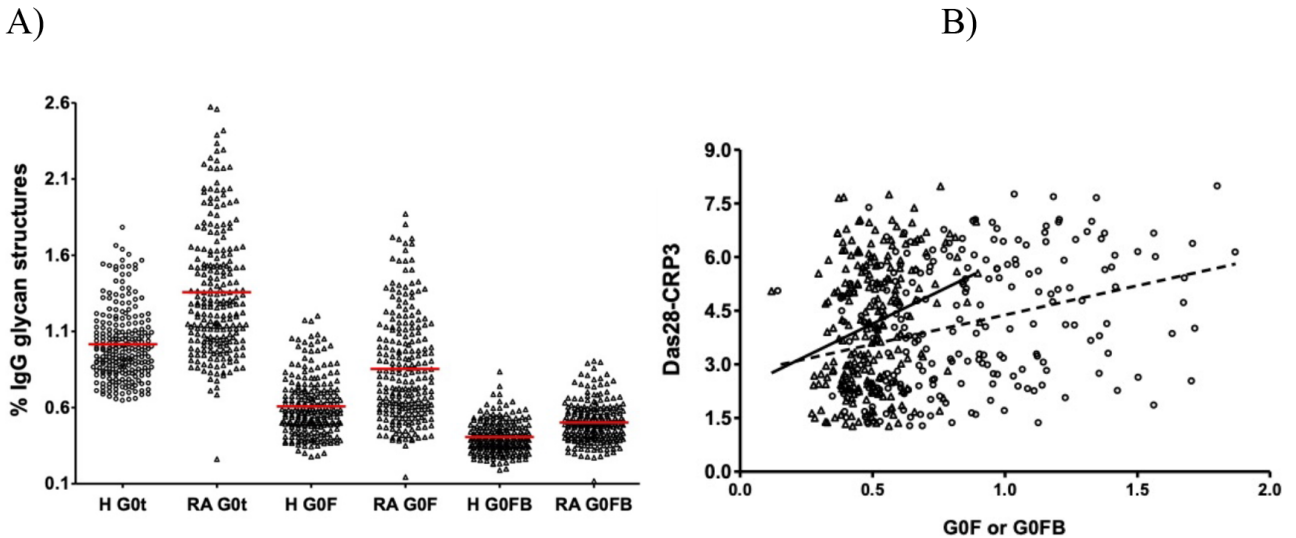 A)
B)
% IgG glycan structures
2.6
2.1
1.6
1.1
0.6
0.1
H G0t
RA G0t
H G0F
RA G0F
H G0FB
RA G0FB
Das28-CRP3
9.0
7.5
6.0
4.5
3.0
1.5
0.0
0.0
0.5
1.0
1.5
2.0
G0F or G0FB